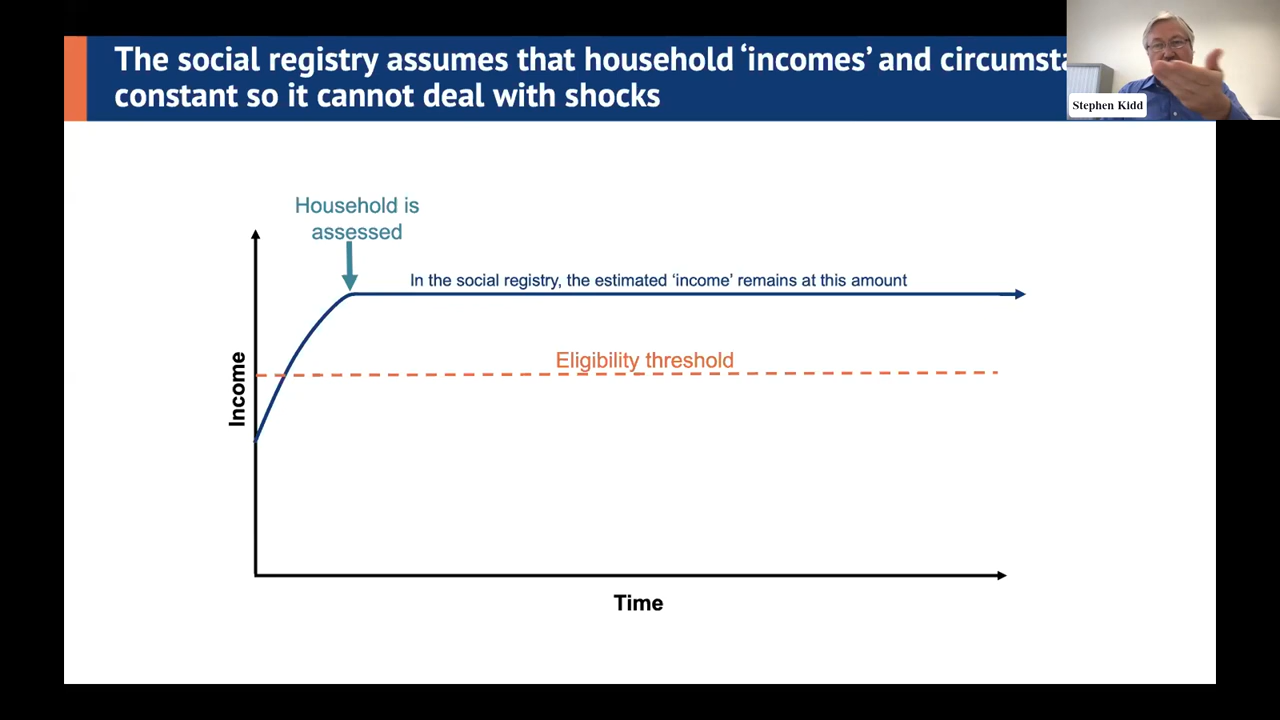 The social registry assumes that household ‘incomes’ and
constant so it cannot deal with shocks
Stephen Kidd
Household is
assessed
In the social registry, the estimated ‘income’ remains at this amount
Eligibility threshold
Income
Time